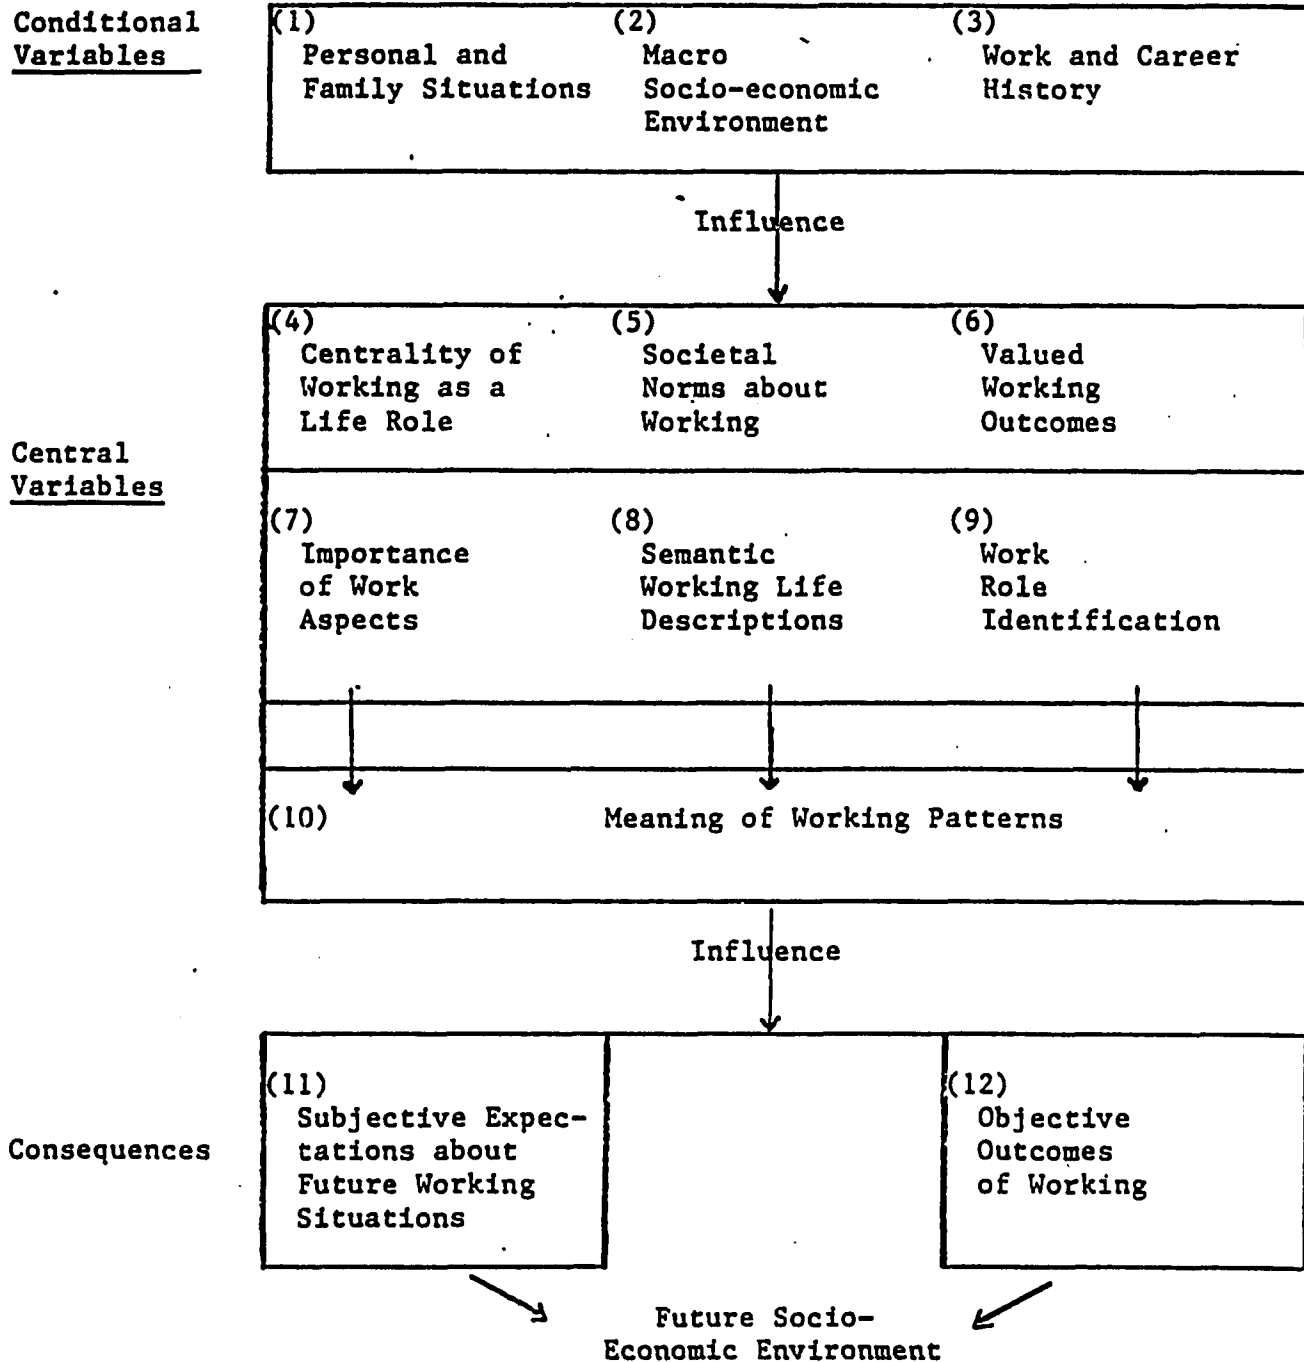 Conditional
Variables
(1)
Personal and
Family Situations
(2)
Macro
Socio-economic
Environment
(3)
Work and Career
History
Influence
Central
Variables
(4)
Centrality of
Working as a
Life Role
(5)
Societal
Norms about
Working
(6)
Valued
Working
Outcomes
(7)
Importance
of Work
Aspects
(8)
Semantic
Working Life
Descriptions
(9)
Work
Role
Identification
(10)
Meaning of Working Patterns
Influence
Consequences
(11)
Subjective Expec-
tations about
Future Working
Situations
(12)
Objective
Outcomes
of Working
Future Socio-
Economic Environment